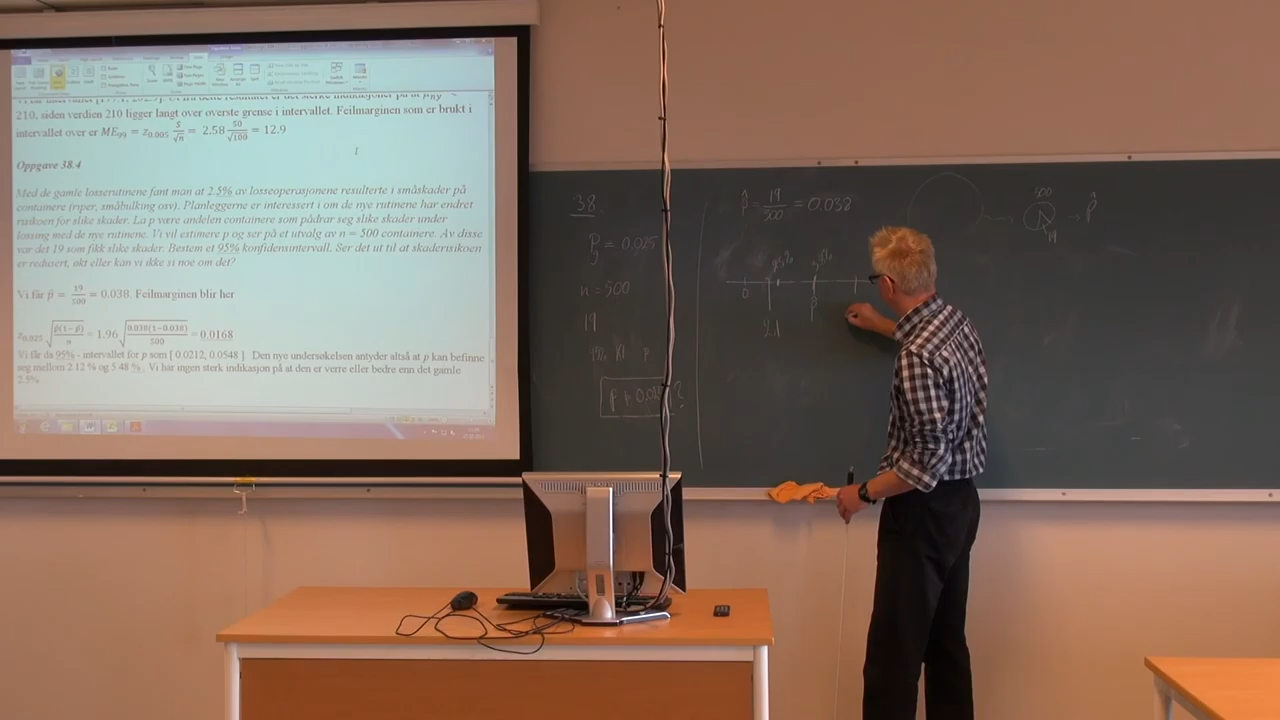 210, siden verdien 210 ligger langt over øverste grense i intervallet. Feilmarginen som er brukt i
intervallet over er ME₉₉ = z₀.₀₀₅ S/√n = 2.58 50/√100 = 12.9
Oppgave 38.4
Med de gamle losserutinene fant man at 2.5% av losseoperasjonene resulterte i småskader på
containere (riper, småbulking osv). Planleggerne er interessert i om de nye rutinene har endret
risikoen for slike skader. La p være andelen containere som pådrar seg slike skader under
lossing med de nye rutinene. Vi vil estimere p og ser på et utvalg av n = 500 containere. Av disse
var det 19 som fikk slike skader. Bestem et 95% konfidensintervall. Ser det ut til at skaderisikoen
er redusert, økt eller kan vi ikke si noe om det?
Vi får p̂ = 19/500 = 0.038. Feilmarginen blir her
z₀.₀₂₅ √(p̂(1−p̂)/n) = 1.96 √(0.038(1−0.038)/500) = 0.0168
Vi får da 95% - intervallet for p som [ 0.0212, 0.0548 ] Den nye undersøkelsen antyder altså at p kan befinne
seg mellom 2.12 % og 5.48 %. Vi har ingen sterk indikasjon på at den er verre eller bedre enn det gamle
2.5%.
38.
p_g = 0.025
n = 500
19
p̂ = 19/500 = 0.038
0
p̂
2.1
500
19
→ p̂